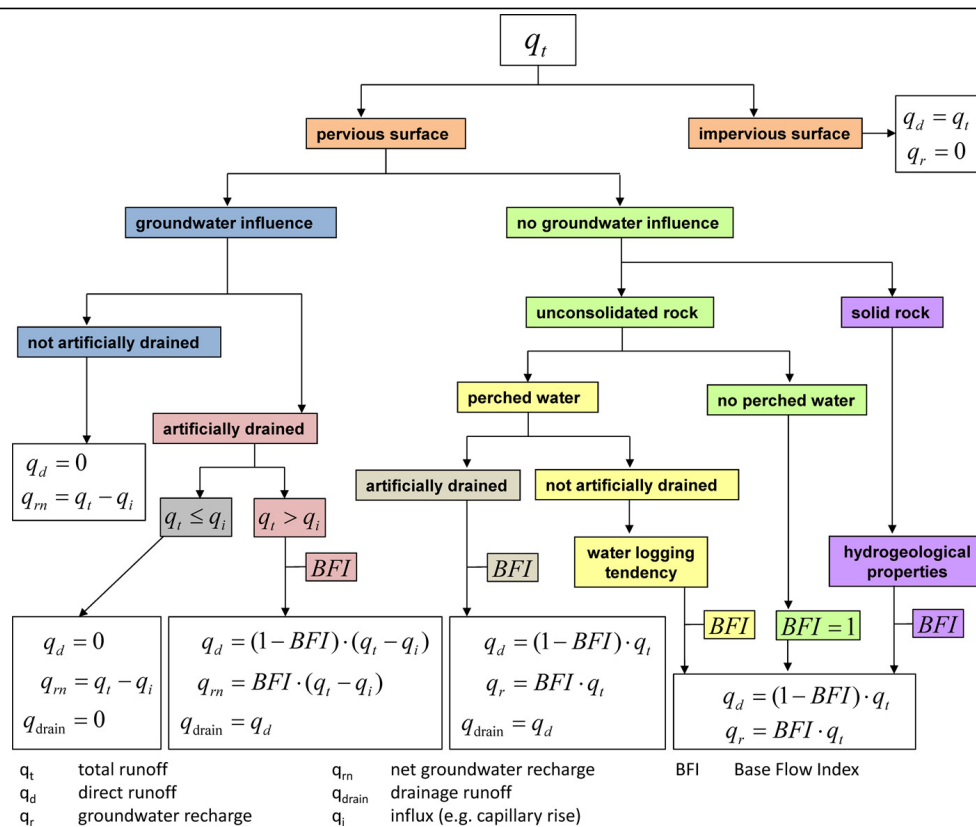 q_t
pervious surface
impervious surface
q_d = q_t
q_r = 0
groundwater influence
no groundwater influence
not artificially drained
unconsolidated rock
solid rock
perched water
no perched water
artificially drained
q_d = 0
q_rn = q_t − q_i
artificially drained
not artificially drained
q_t ≤ q_i
q_t > q_i
water logging
tendency
hydrogeological
properties
BFI
BFI
BFI
BFI = 1
BFI
q_d = 0
q_rn = q_t − q_i
q_drain = 0
q_d = (1 − BFI) · (q_t − q_i)
q_rn = BFI · (q_t − q_i)
q_drain = q_d
q_d = (1 − BFI) · q_t
q_r = BFI · q_t
q_drain = q_d
q_d = (1 − BFI) · q_t
q_r = BFI · q_t
q_t total runoff
q_d direct runoff
q_r groundwater recharge
q_rn net groundwater recharge
q_drain drainage runoff
q_i influx (e.g. capillary rise)
BFI Base Flow Index